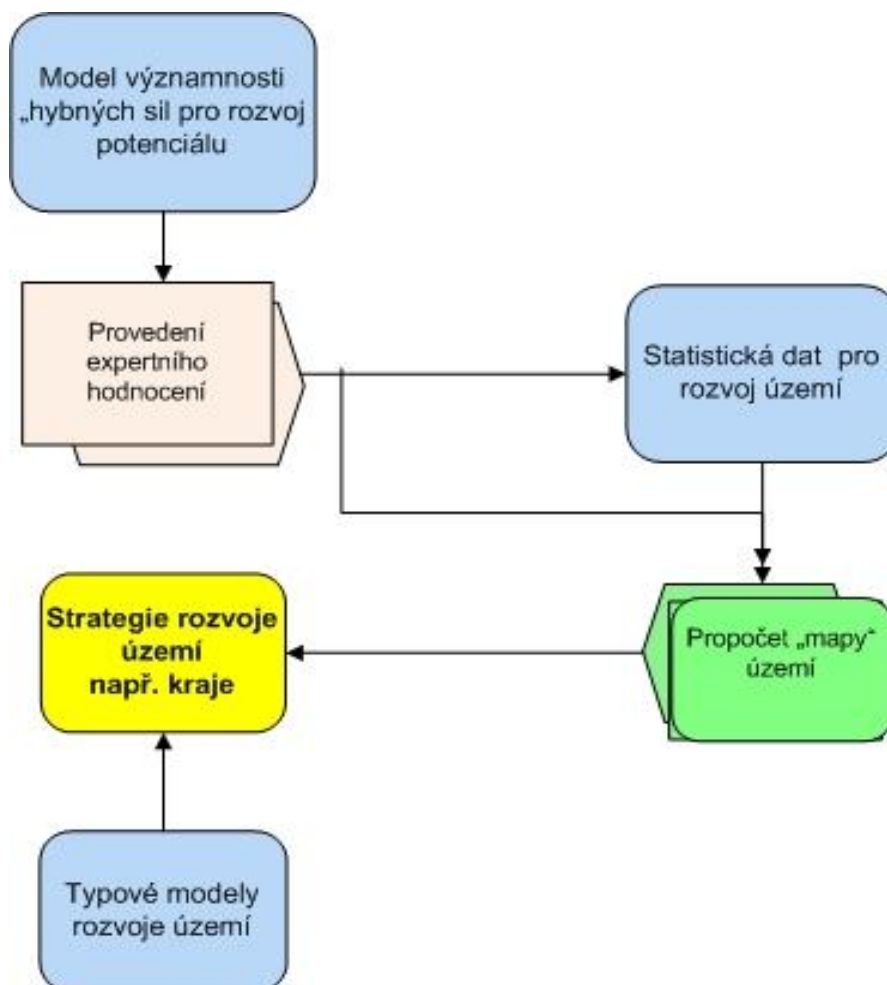 Model významnosti
„hybných sil pro rozvoj
potenciálu
Provedení
expertního
hodnocení
Statistická dat pro
rozvoj území
Strategie rozvoje
území
např. kraje
Propočet „mapy“
území
Typové modely
rozvoje území